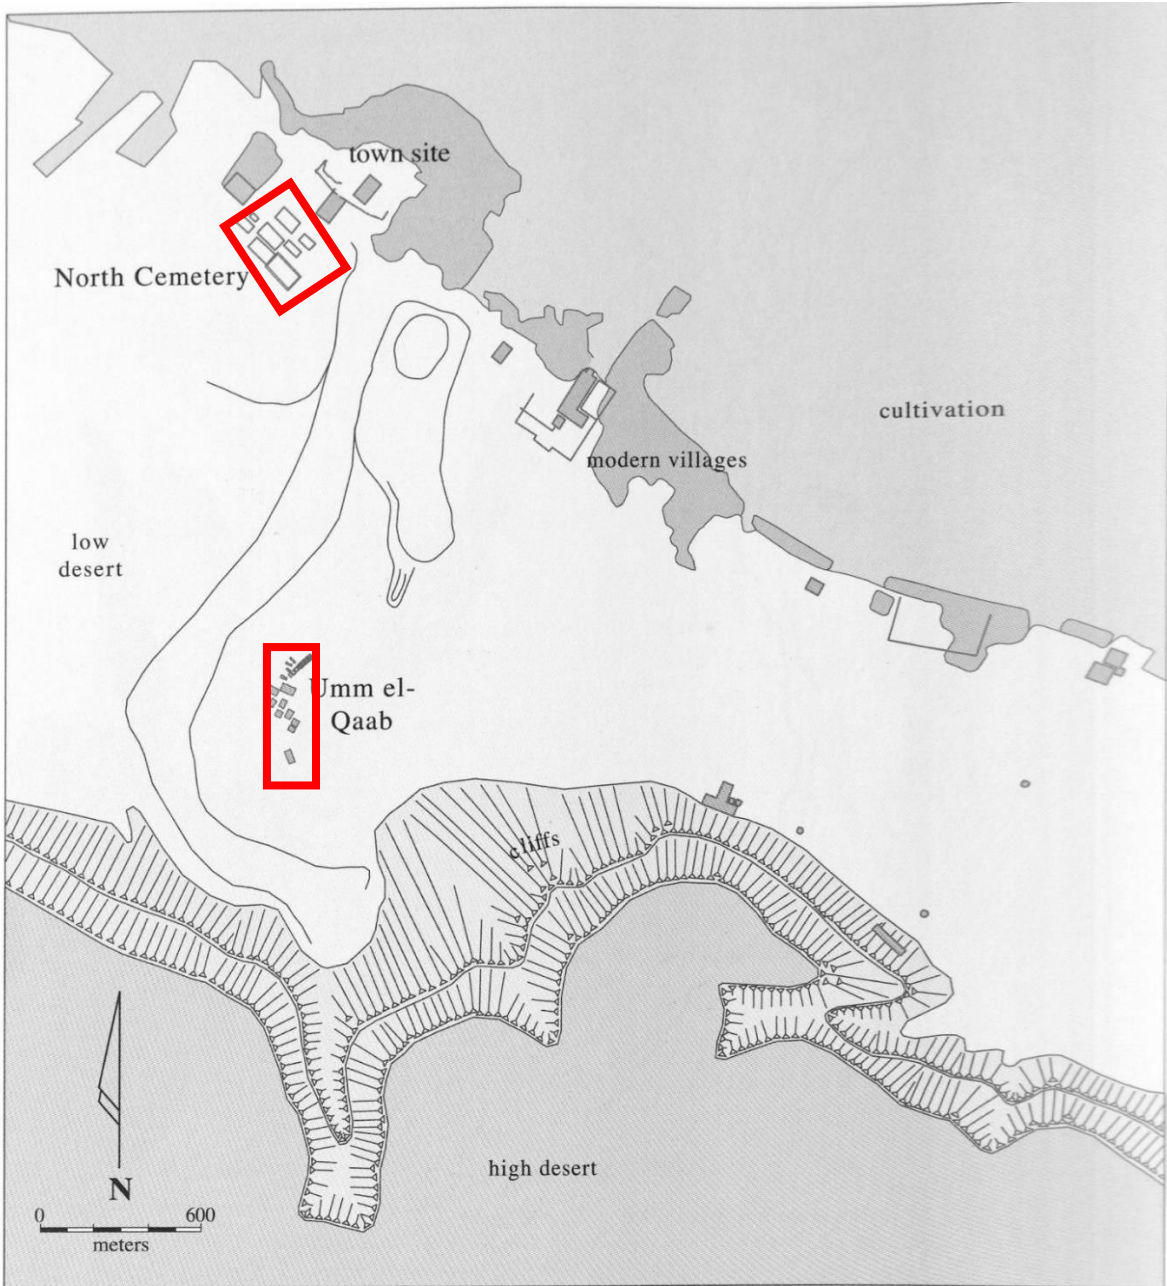 town site
North Cemetery
cultivation
modern villages
low
desert
Umm el-
Qaab
cliffs
high desert
N
0 600
meters